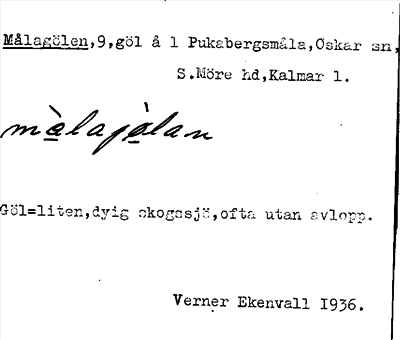 Målagölen,9,göl å 1 Pukabergsmåla,Oskar sn,
S.Möre hd,Kalmar l.
màlajòlan
Göl=liten,dyig skogssjö,ofta utan avlopp.
Verner Ekenvall 1936.